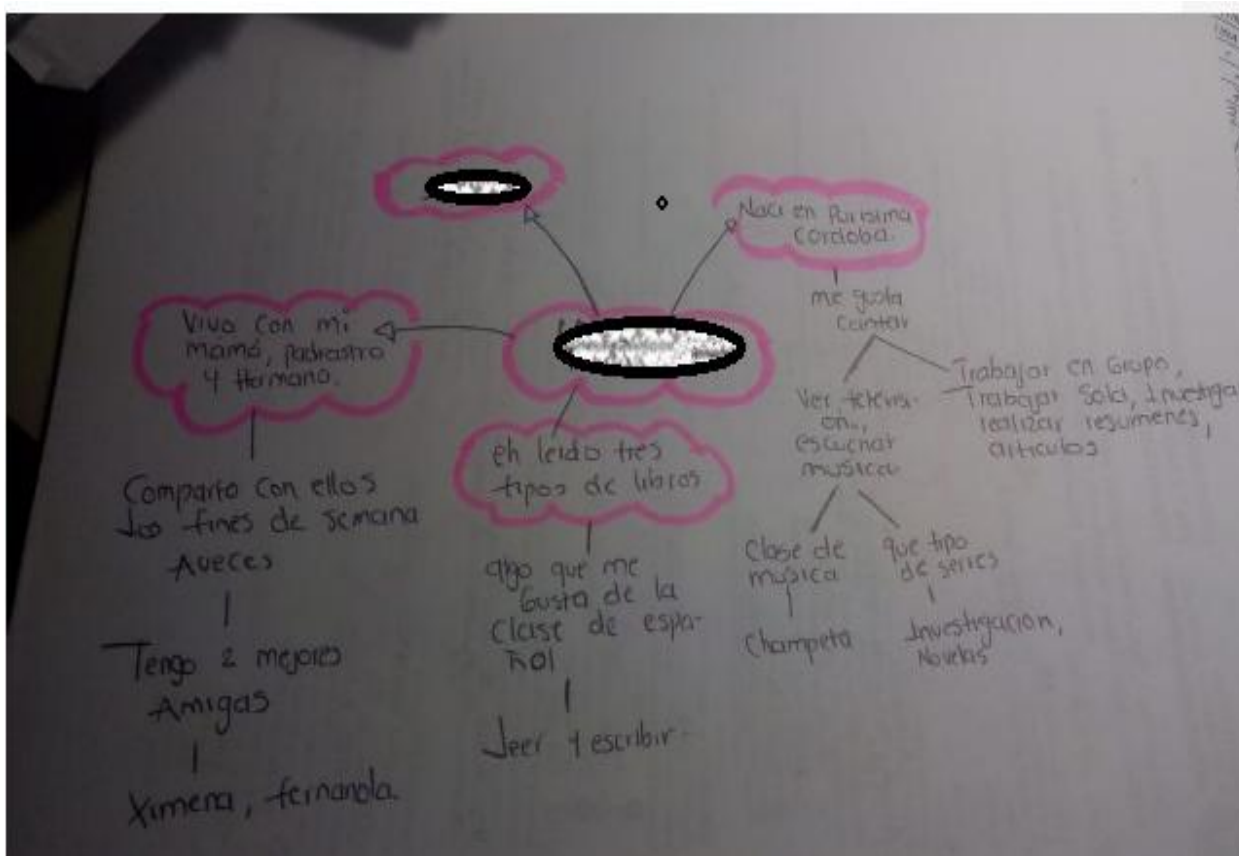 Naci en Purisima
Cordoba.
me gusta
Cantar
Trabajar en Grupo,
Trabajar Sola, Investiga
realizar resumenes,
articulos
Ver televisi-
on.,
escuchar
musica
Clase de
musica
Champeta
que tipo
de series
Investigacion,
Novelas
Vivo con mi
mamá, padrastro
y Hermano.
Comparto con ellos
los fines de semana
Aveces
Tengo 2 mejores
Amigas
Ximena, fernanda.
eh leido tres
tipos de libros
algo que me
Gusta de la
Clase de espa-
ñol
Leer y escribir